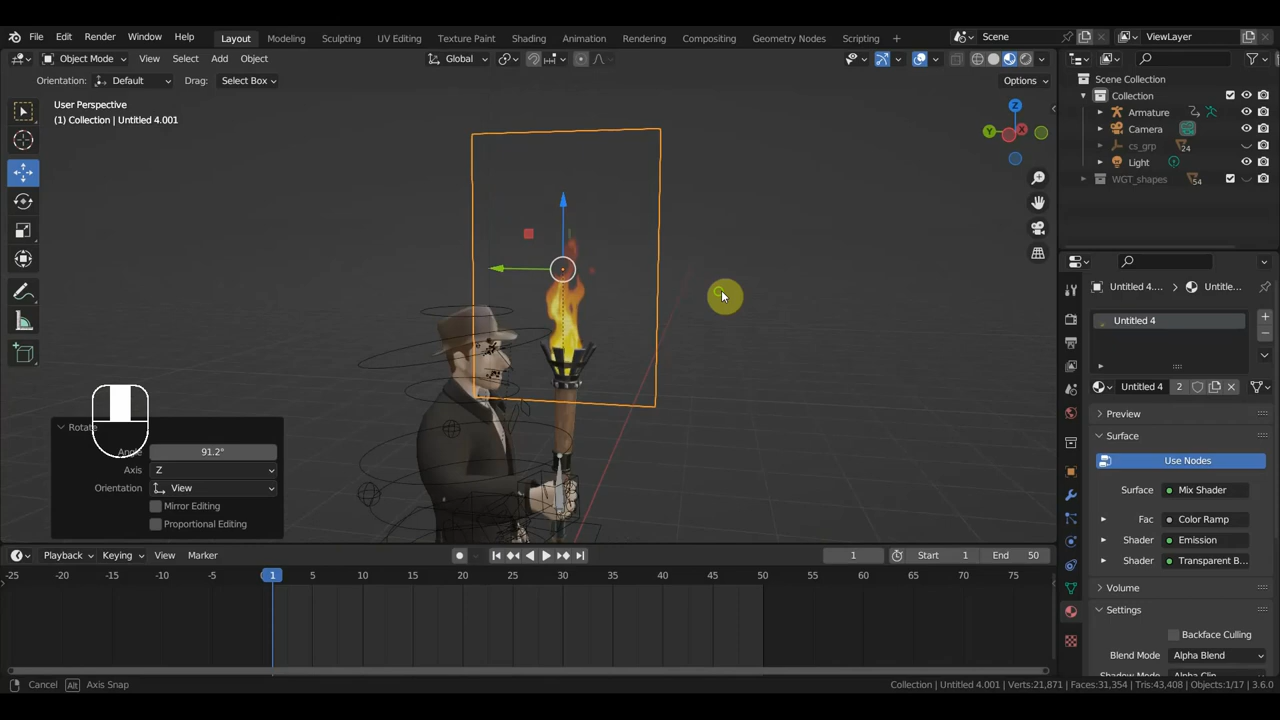 File Edit Render Window Help Layout Modeling Sculpting UV Editing Texture Paint Shading Animation Rendering Compositing Geometry Nodes Scripting + Scene ViewLayer
Object Mode View Select Add Object Global
Orientation: Default Drag: Select Box Options
User Perspective
(1) Collection | Untitled 4.001
Z
Y
X
Scene Collection
Collection
Armature
Camera
cs_grp 24
Light
WGT_shapes 54
Untitled 4.... Untitle...
Untitled 4
Untitled 4 2
Preview
Surface
Use Nodes
Surface Mix Shader
Fac Color Ramp
Shader Emission
Shader Transparent B...
Volume
Settings
Backface Culling
Blend Mode Alpha Blend
Rotate
Angle 91.2°
Axis Z
Orientation View
Mirror Editing
Proportional Editing
Playback Keying View Marker 1 Start 1 End 50
-25 -20 -15 -10 -5 1 5 10 15 20 25 30 35 40 45 50 55 60 65 70 75
Cancel Alt Axis Snap Collection | Untitled 4.001 | Verts:21,871 | Faces:31,354 | Tris:43,408 | Objects:1/17 | 3.6.0